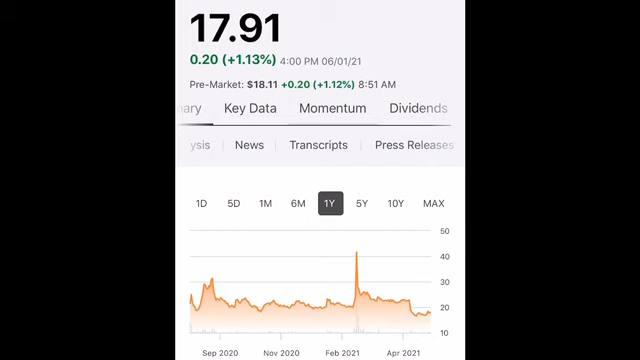 17.91
0.20 (+1.13%) 4:00 PM 06/01/21
Pre-Market: $18.11 +0.20 (+1.12%) 8:51 AM
ary Key Data Momentum Dividends
ysis News Transcripts Press Releases
1D 5D 1M 6M 1Y 5Y 10Y MAX
50
40
30
20
10
Sep 2020 Nov 2020 Feb 2021 Apr 2021